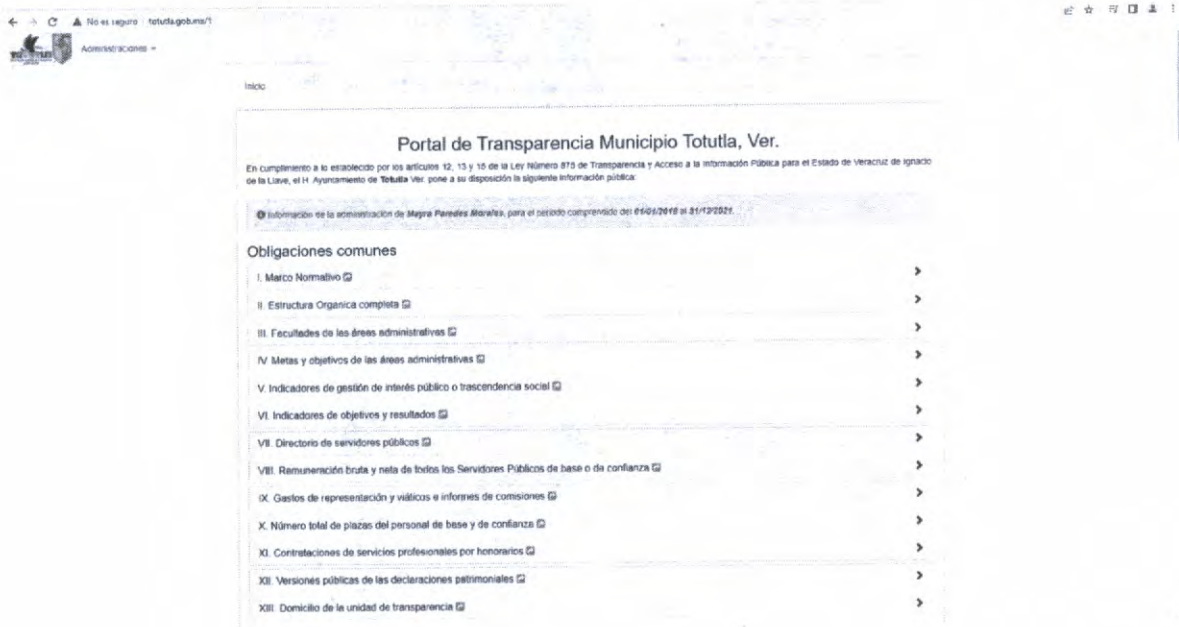 No es seguro totutla.gob.mx/1
Administraciones
Inicio
Portal de Transparencia Municipio Totutla, Ver.
En cumplimiento a lo establecido por los artículos 12, 13 y 15 de la Ley Número 875 de Transparencia y Acceso a la Información Pública para el Estado de Veracruz de Ignacio
de la Llave, el H. Ayuntamiento de Totutla Ver. pone a su disposición la siguiente información pública:
Información de la administración de Mayra Paredes Morales, para el periodo comprendido del 01/01/2018 al 31/12/2021.
Obligaciones comunes
I. Marco Normativo
II. Estructura Organica completa
III. Facultades de las áreas administrativas
IV. Metas y objetivos de las áreas administrativas
V. Indicadores de gestión de interés público o trascendencia social
VI. Indicadores de objetivos y resultados
VII. Directorio de servidores públicos
VIII. Remuneración bruta y neta de todos los Servidores Públicos de base o de confianza
IX. Gastos de representación y viáticos e informes de comisiones
X. Número total de plazas del personal de base y de confianza
XI. Contrataciones de servicios profesionales por honorarios
XII. Versiones públicas de las declaraciones patrimoniales
XIII. Domicilio de la unidad de transparencia